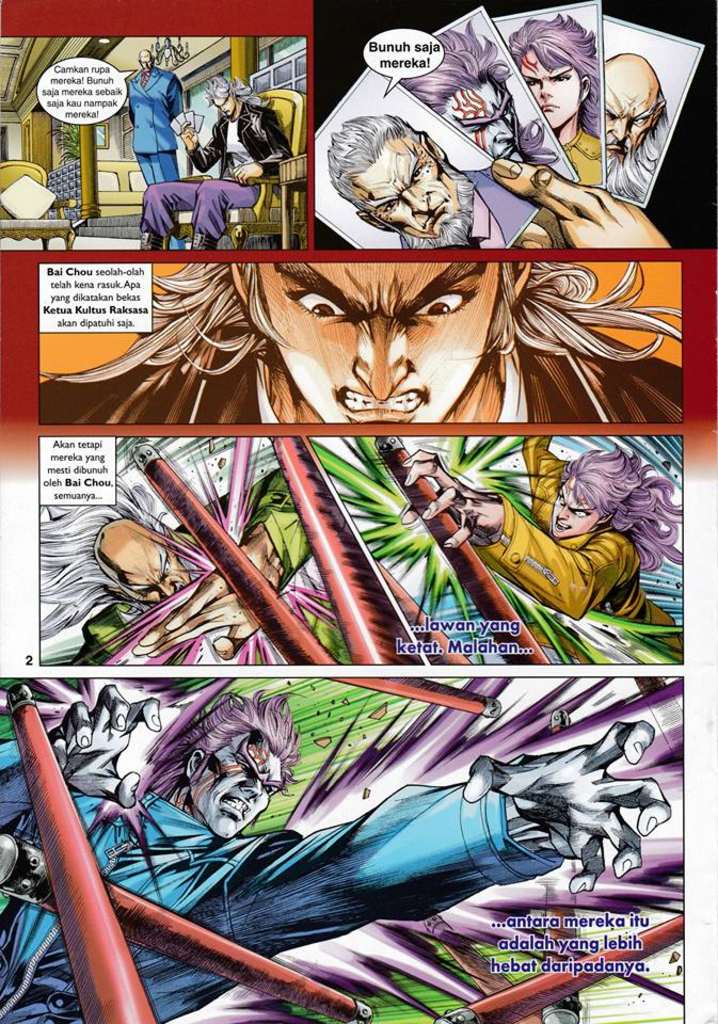 Camkan rupa
mereka! Bunuh
saja mereka sebaik
saja kau nampak
mereka!
Bunuh saja
mereka!
Bai Chou seolah-olah
telah kena rasuk. Apa
yang dikatakan bekas
Ketua Kultus Raksasa
akan dipatuhi saja.
Akan tetapi
mereka yang
mesti dibunuh
oleh Bai Chou,
semuanya...
...lawan yang
ketat. Malahan...
2
...antara mereka itu
adalah yang lebih
hebat daripadanya.